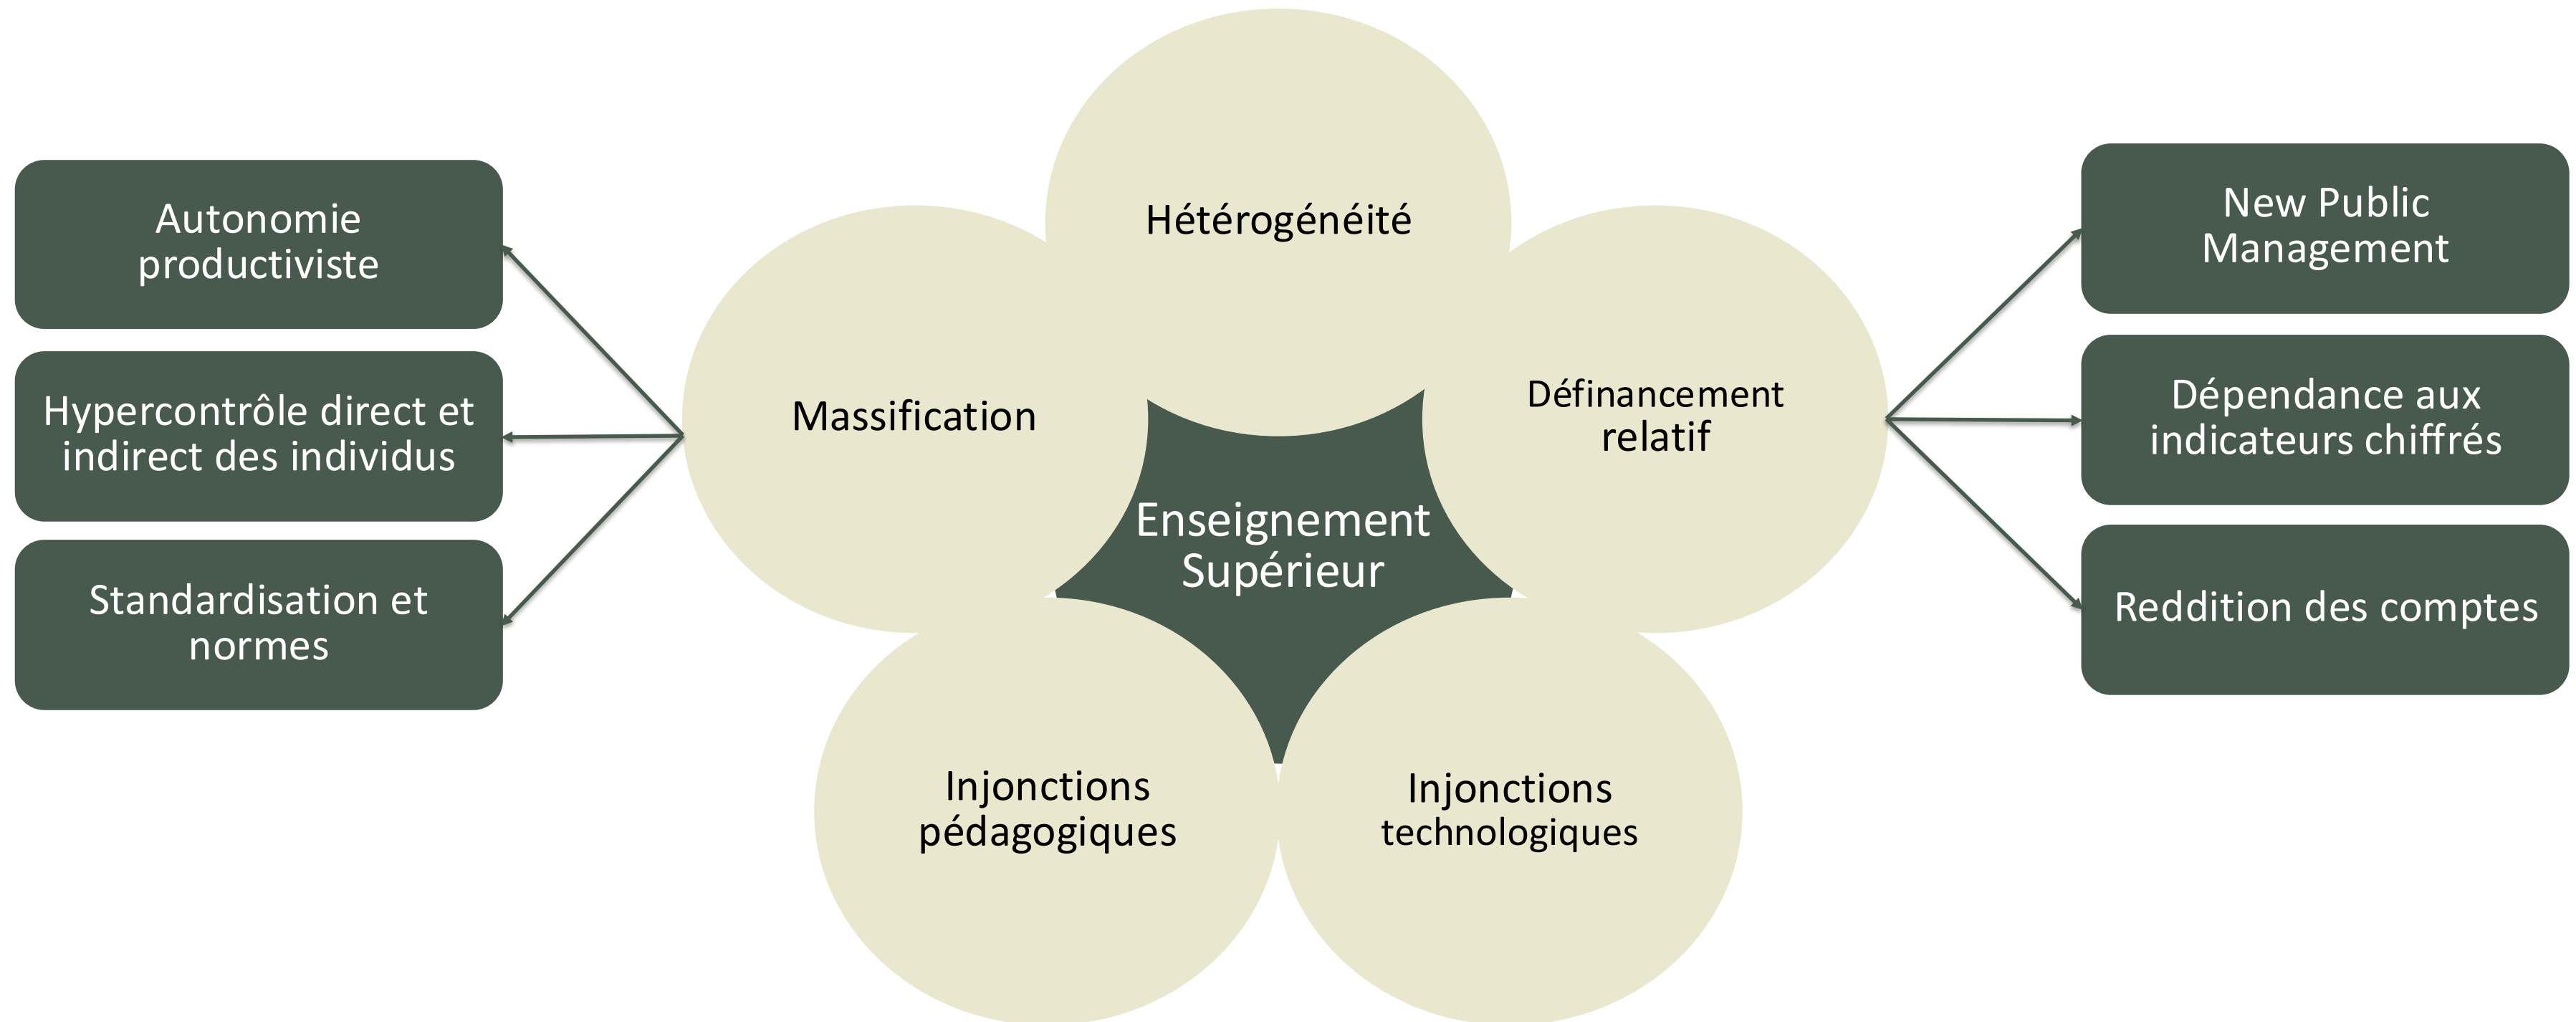 Autonomie
productiviste
Hypercontrôle direct et
indirect des individus
Standardisation et
normes
Hétérogénéité
Massification
Définancement
relatif
Enseignement
Supérieur
Injonctions
pédagogiques
Injonctions
technologiques
New Public
Management
Dépendance aux
indicateurs chiffrés
Reddition des comptes